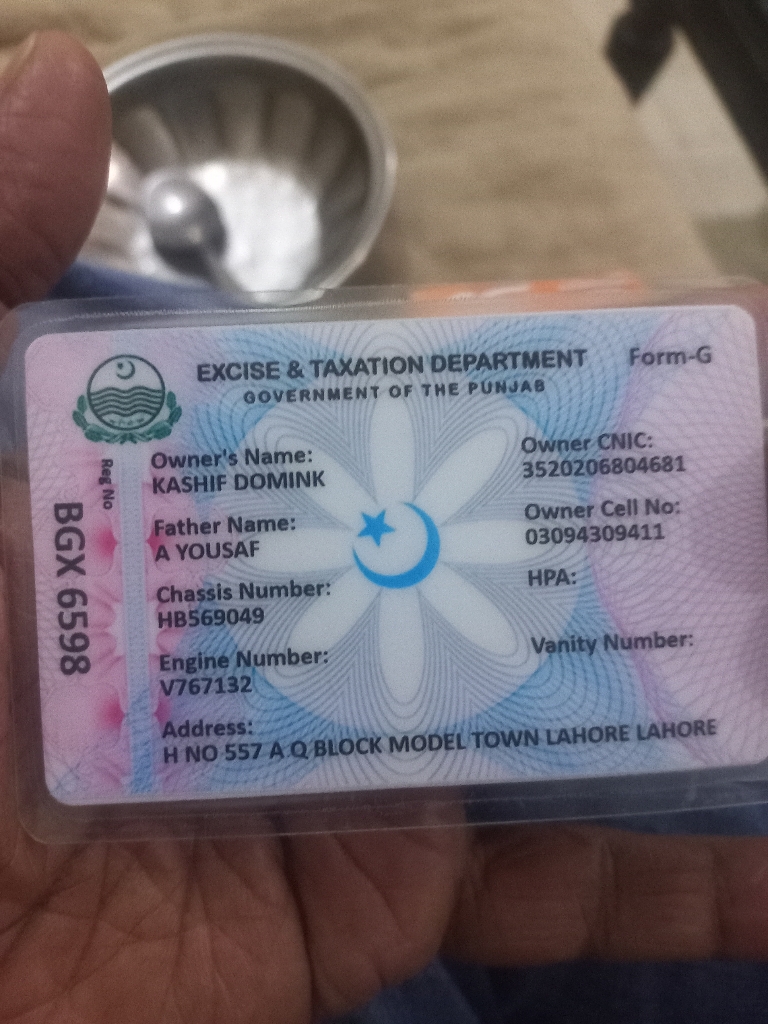 EXCISE & TAXATION DEPARTMENT
GOVERNMENT OF THE PUNJAB
Form-G
Reg No
BGX 6598
Owner's Name:
KASHIF DOMINK
Father Name:
A YOUSAF
Chassis Number:
HB569049
Engine Number:
V767132
Address:
H NO 557 A Q BLOCK MODEL TOWN LAHORE LAHORE
Owner CNIC:
3520206804681
Owner Cell No:
03094309411
HPA:
Vanity Number: